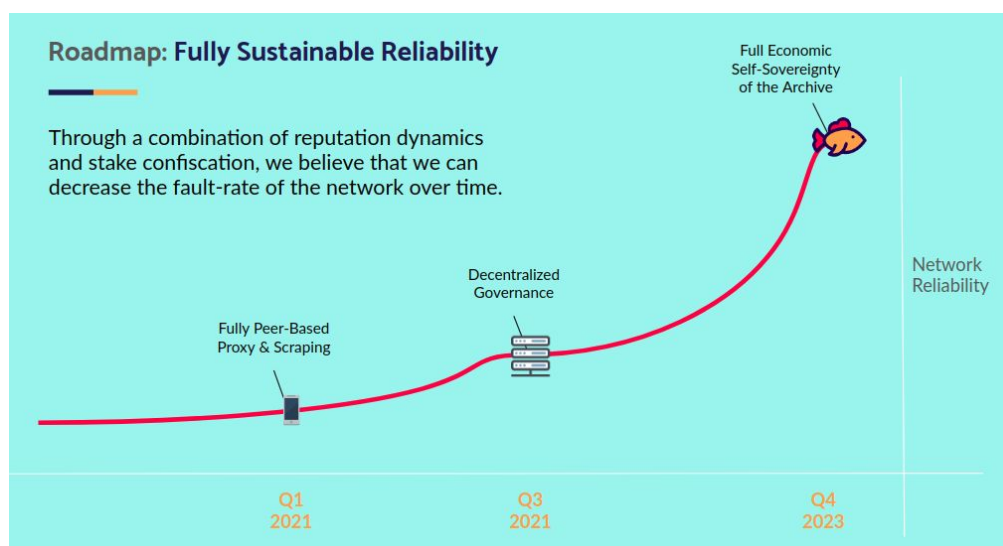 Roadmap: Fully Sustainable Reliability
Through a combination of reputation dynamics
and stake confiscation, we believe that we can
decrease the fault-rate of the network over time.
Full Economic
Self-Sovereignty
of the Archive
Decentralized
Governance
Fully Peer-Based
Proxy & Scraping
Network
Reliability
Q1
2021
Q3
2021
Q4
2023